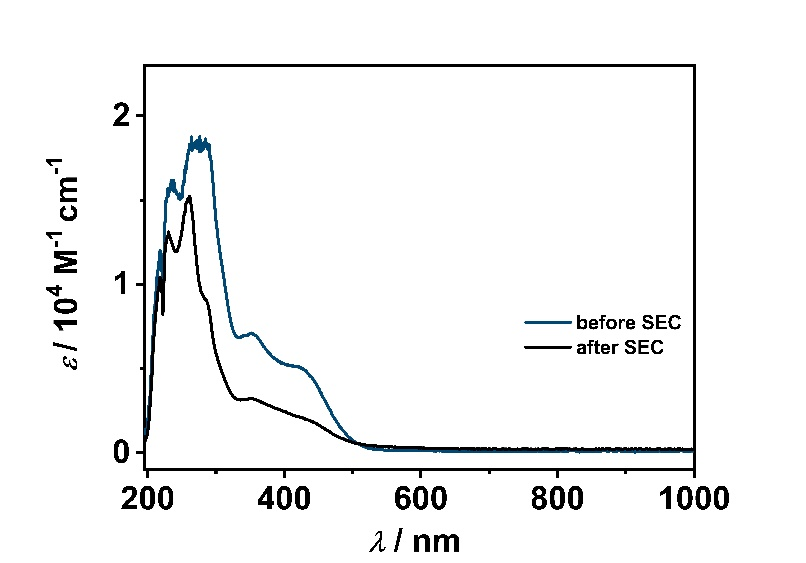 ε / 10⁴ M⁻¹ cm⁻¹
2
1
0
before SEC
after SEC
200 400 600 800 1000
λ / nm